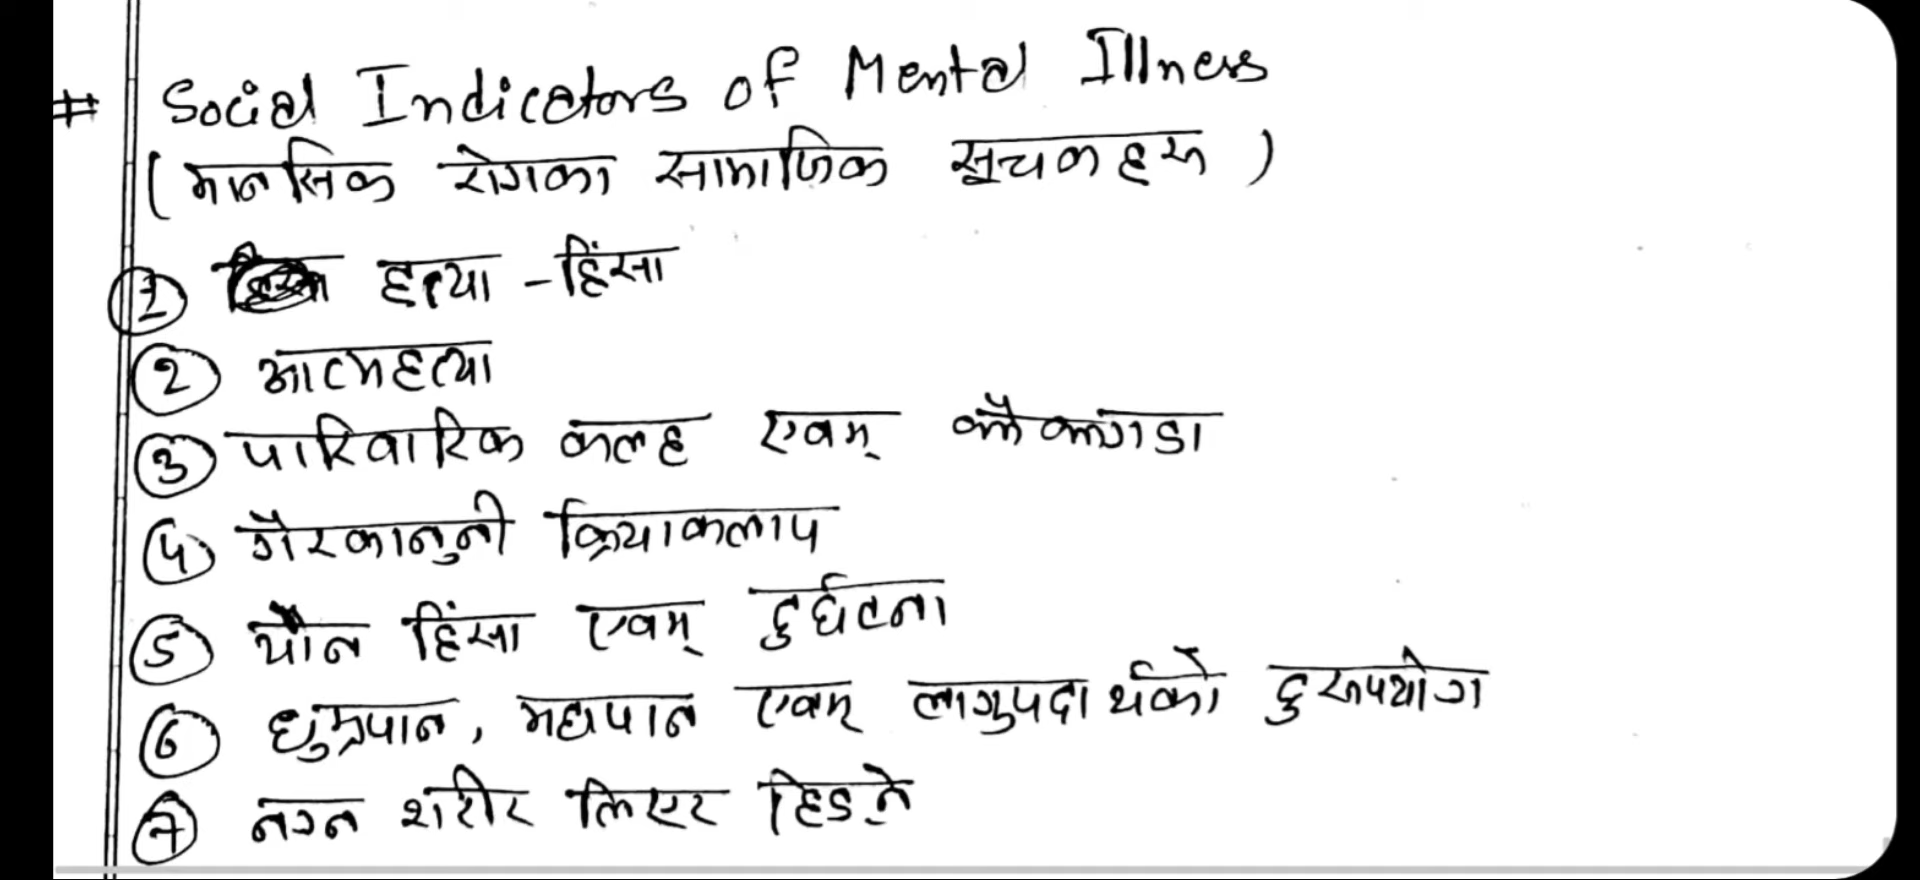 # Social Indicators of Mental Illness
(मानसिक रोगका सामाजिक सूचकहरू)
① हत्या - हिंसा
② आत्महत्या
③ पारिवारिक कलह एवम्
④ गैरकानुनी क्रियाकलाप
⑤ यौन हिंसा एवम् दुर्घटना
⑥ धुम्रपान, मद्यपान एवम् लागुपदार्थको दुरूपयोग
⑦ नग्न शरीर लिएर हिडने